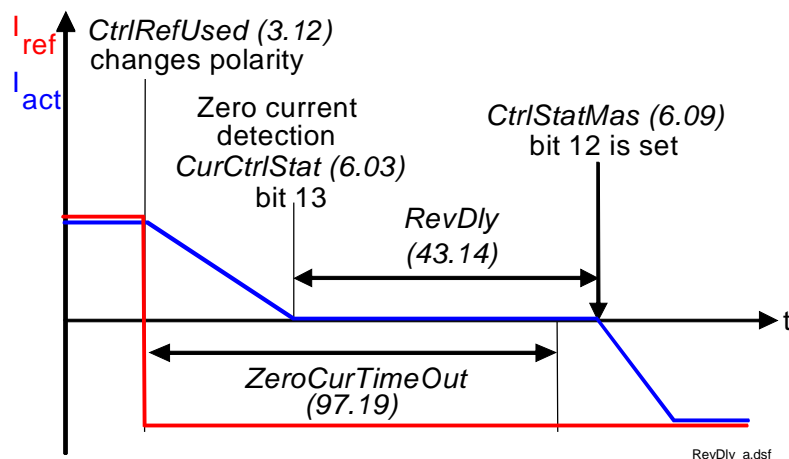 I ref
I act
CtrlRefUsed (3.12)
changes polarity
Zero current
detection
CurCtrlStat (6.03)
bit 13
CtrlStatMas (6.09)
bit 12 is set
RevDly
(43.14)
t
ZeroCurTimeOut
(97.19)
RevDly_a.dsf